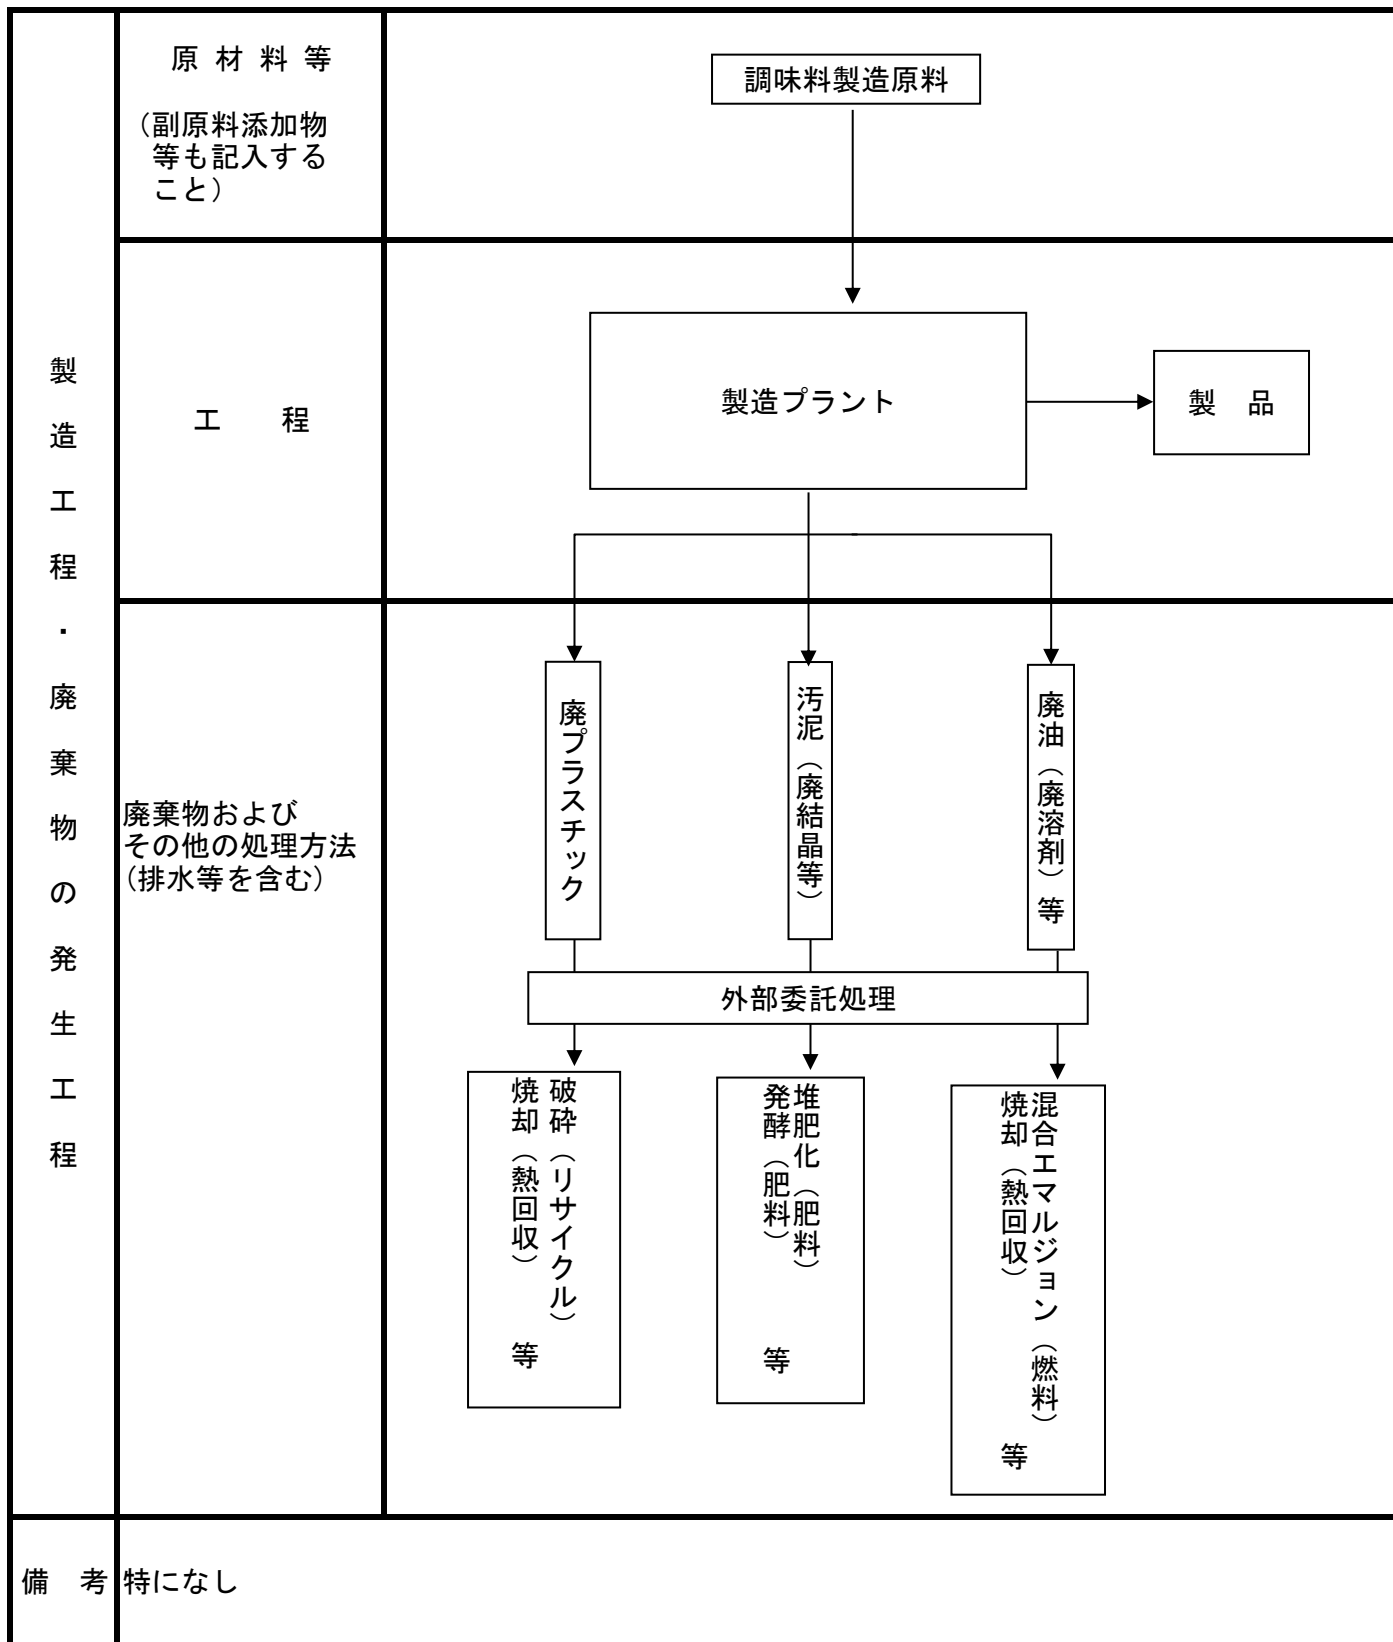 製造工程・廃棄物の発生工程
原 材 料 等
（副原料添加物
等も記入する
こと）
調味料製造原料
工　程
製造プラント
製　品
廃棄物および
その他の処理方法
（排水等を含む）
廃プラスチック
汚泥（廃結晶等）
廃油（廃溶剤）等
外部委託処理
破砕（リサイクル）
焼却（熱回収）　等
堆肥化（肥料）
発酵（肥料）　等
混合エマルジョン（燃料）
焼却（熱回収）　等
備　考
特になし